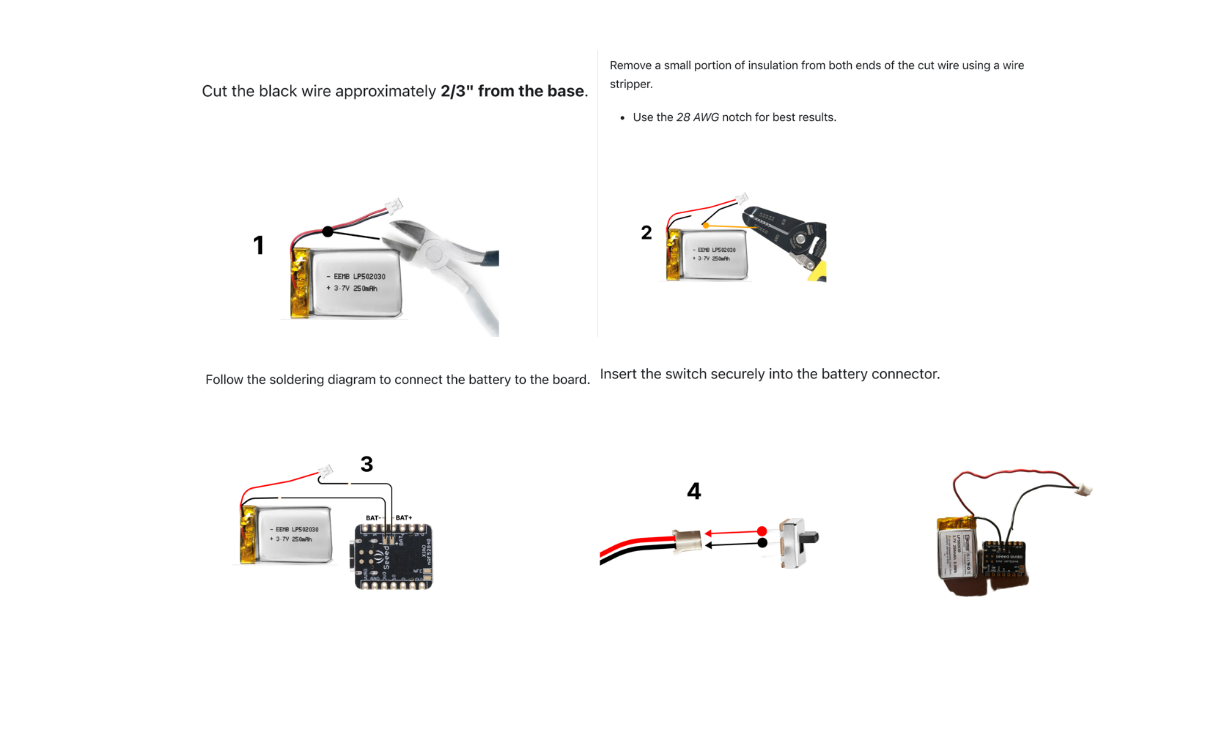 Cut the black wire approximately 2/3" from the base.
Remove a small portion of insulation from both ends of the cut wire using a wire
stripper.
• Use the 28 AWG notch for best results.
1
- EEMB LP502030
+ 3.7V 250mAh
2
- EEMB LP502030
+ 3.7V 250mAh
Follow the soldering diagram to connect the battery to the board.
Insert the switch securely into the battery connector.
3
BAT- BAT+
- EEMB LP502030
+ 3.7V 250mAh
Seeed
XIAO
4